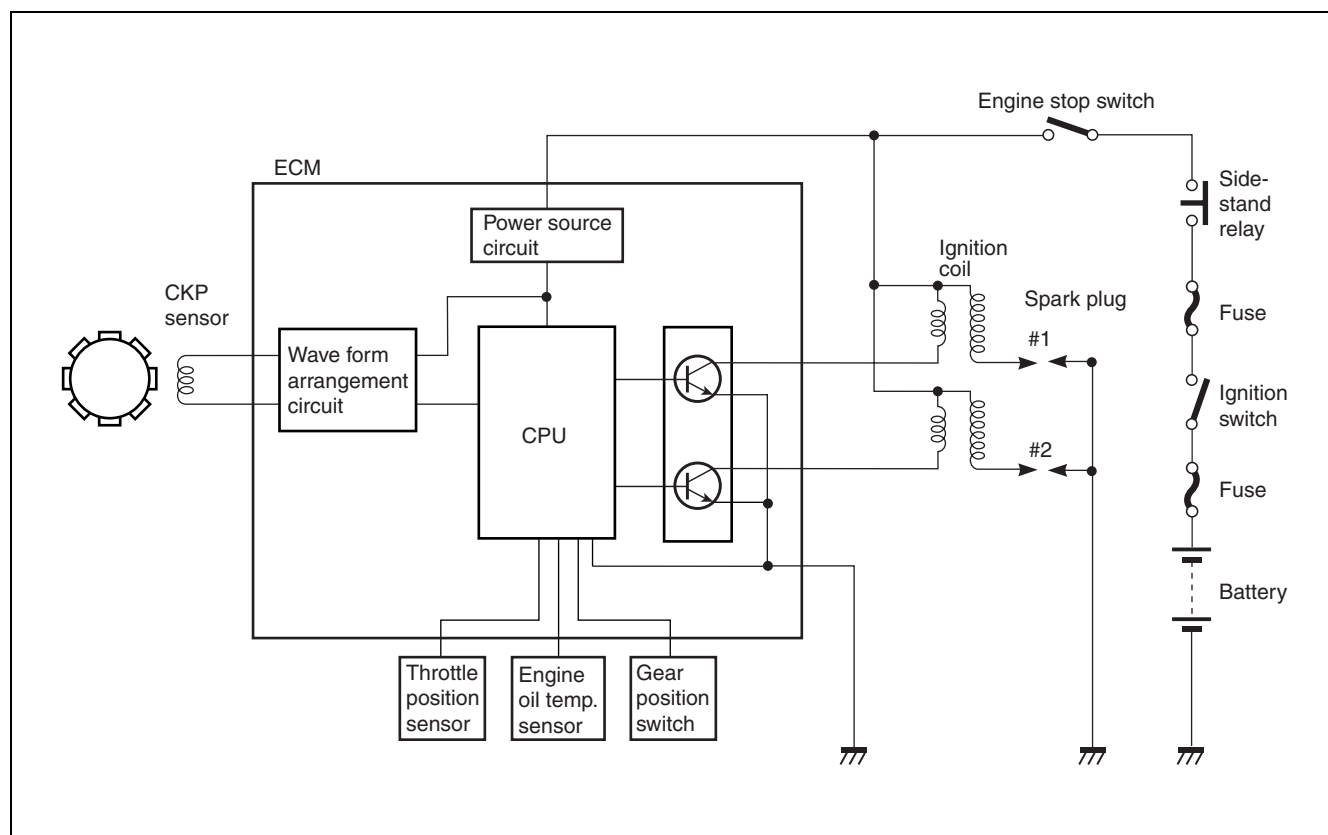 Engine stop switch
ECM
Side-
stand
relay
Power source
circuit
Ignition
coil
CKP
sensor
Spark plug
Fuse
#1
Wave form
arrangement
circuit
Ignition
switch
CPU
#2
Fuse
Battery
Throttle
position
sensor
Engine
oil temp.
sensor
Gear
position
switch